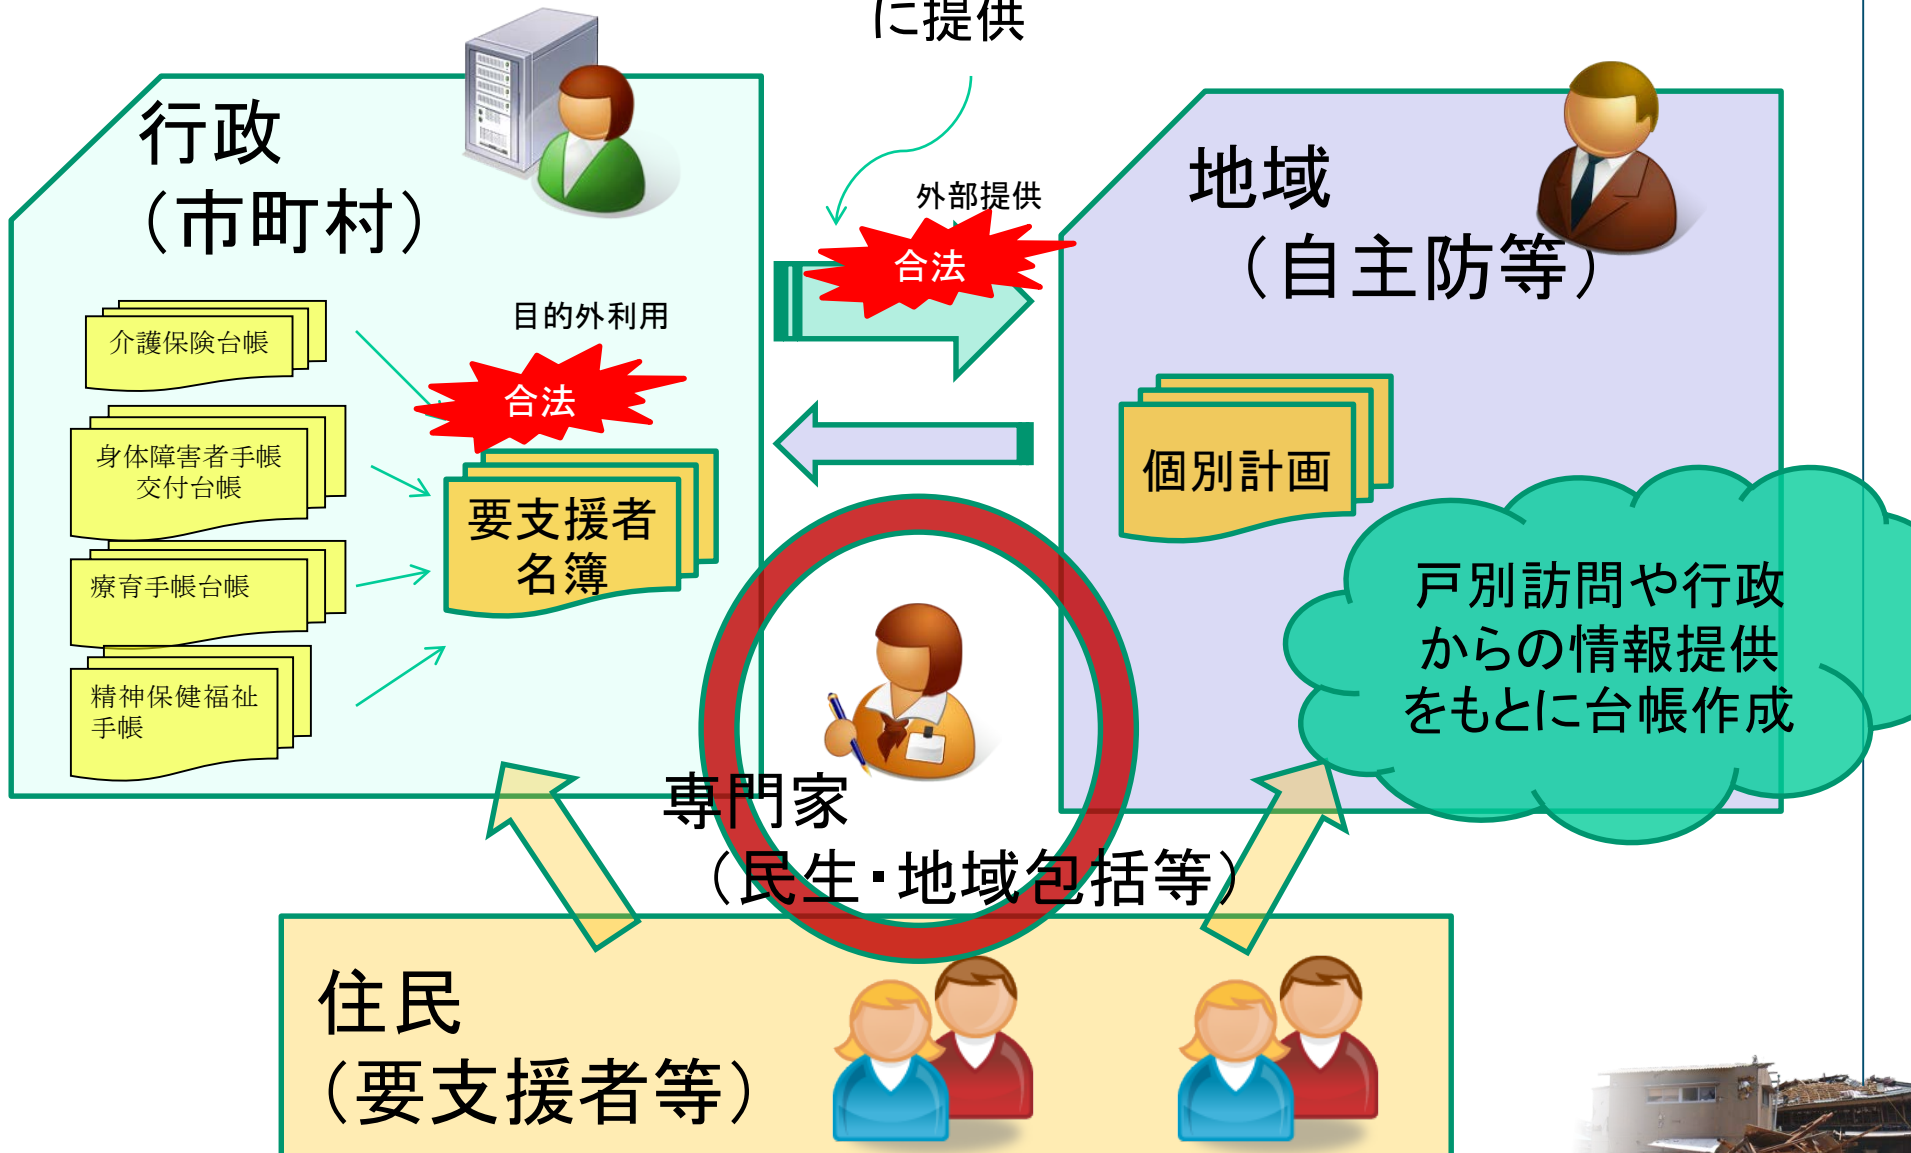 に提供
行政
（市町村）
外部提供
合法
地域
（自主防等）
介護保険台帳
目的外利用
合法
身体障害者手帳
交付台帳
要支援者
名簿
個別計画
療育手帳台帳
戸別訪問や行政
からの情報提供
をもとに台帳作成
精神保健福祉
手帳
専門家
（民生・地域包括等）
住民
（要支援者等）